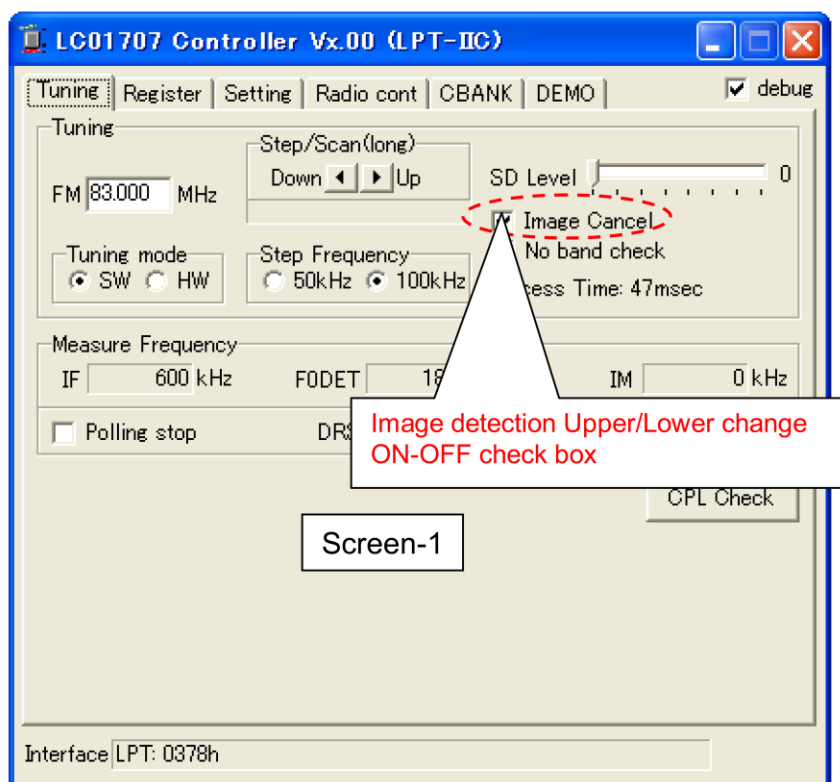 LC01707 Controller Vx.00 (LPT-IIC)
Tuning Register Setting Radio cont CBANK DEMO debug
Tuning
Step/Scan(long)
Down Up
SD Level 0
FM 83.000 MHz
Image Cancel
No band check
Tuning mode
SW HW
Step Frequency
50kHz 100kHz
Time: 47msec
Measure Frequency
IF 600 kHz F0DET IM 0 kHz
Polling stop
Image detection Upper/Lower change
ON-OFF check box
CPL Check
Screen-1
Interface LPT: 0378h